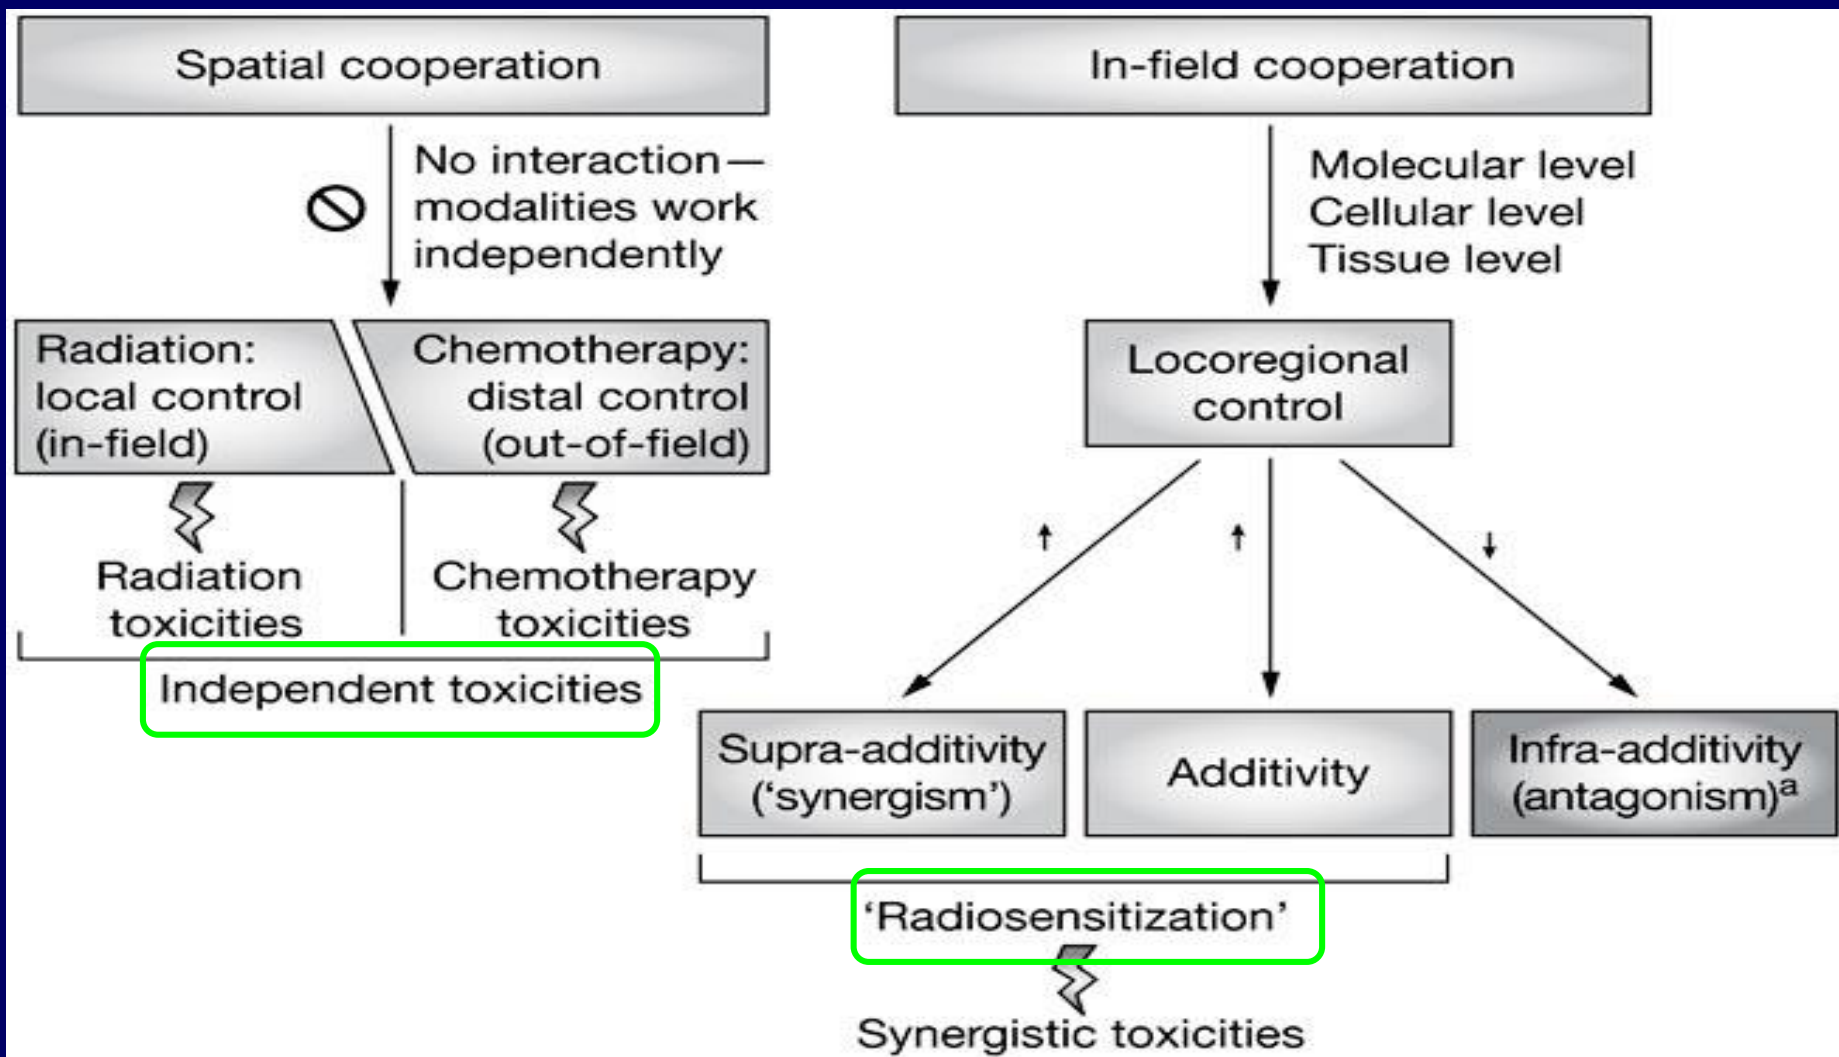 Spatial cooperation
No interaction—
modalities work
independently
Radiation:
local control
(in-field)
Chemotherapy:
distal control
(out-of-field)
Radiation
toxicities
Chemotherapy
toxicities
Independent toxicities
In-field cooperation
Molecular level
Cellular level
Tissue level
Locoregional
control
Supra-additivity
(‘synergism’)
Additivity
Infra-additivity
(antagonism)ᵃ
‘Radiosensitization’
Synergistic toxicities